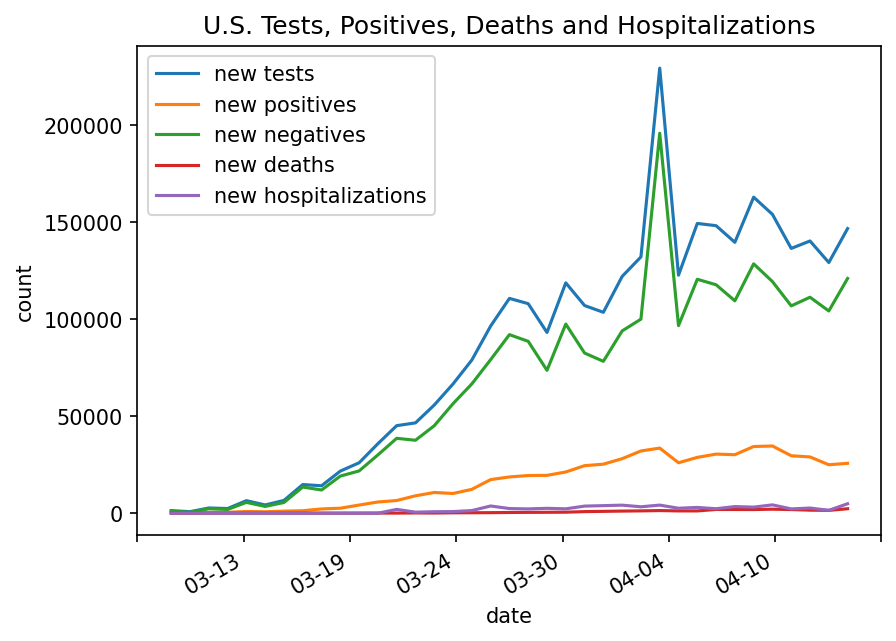 U.S. Tests, Positives, Deaths and Hospitalizations
new tests
new positives
new negatives
new deaths
new hospitalizations
200000
150000
100000
50000
0
count
03-13
03-19
03-24
03-30
04-04
04-10
date